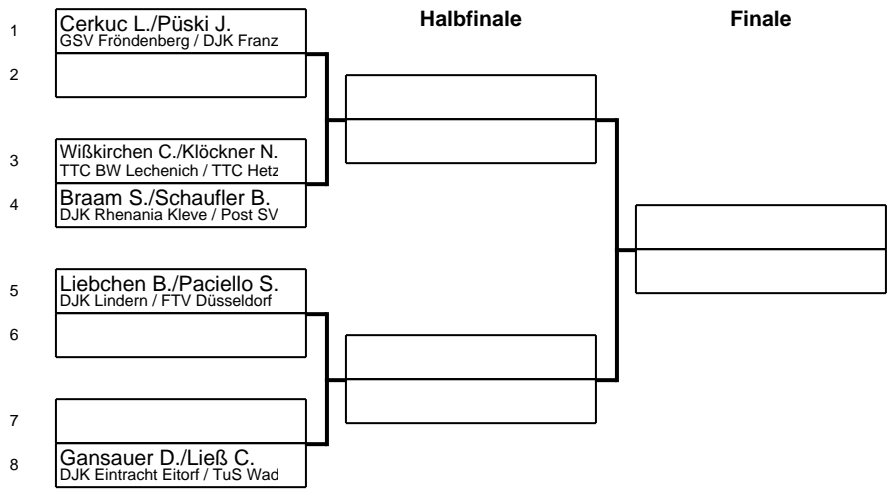 Halbfinale
Finale
1
Cerkuc L./Püski J.
GSV Fröndenberg / DJK Franz
2
3
Wißkirchen C./Klöckner N.
TTC BW Lechenich / TTC Hetz
4
Braam S./Schaufler B.
DJK Rhenania Kleve / Post SV
5
Liebchen B./Paciello S.
DJK Lindern / FTV Düsseldorf
6
7
8
Gansauer D./Ließ C.
DJK Eintracht Eitorf / TuS Wad